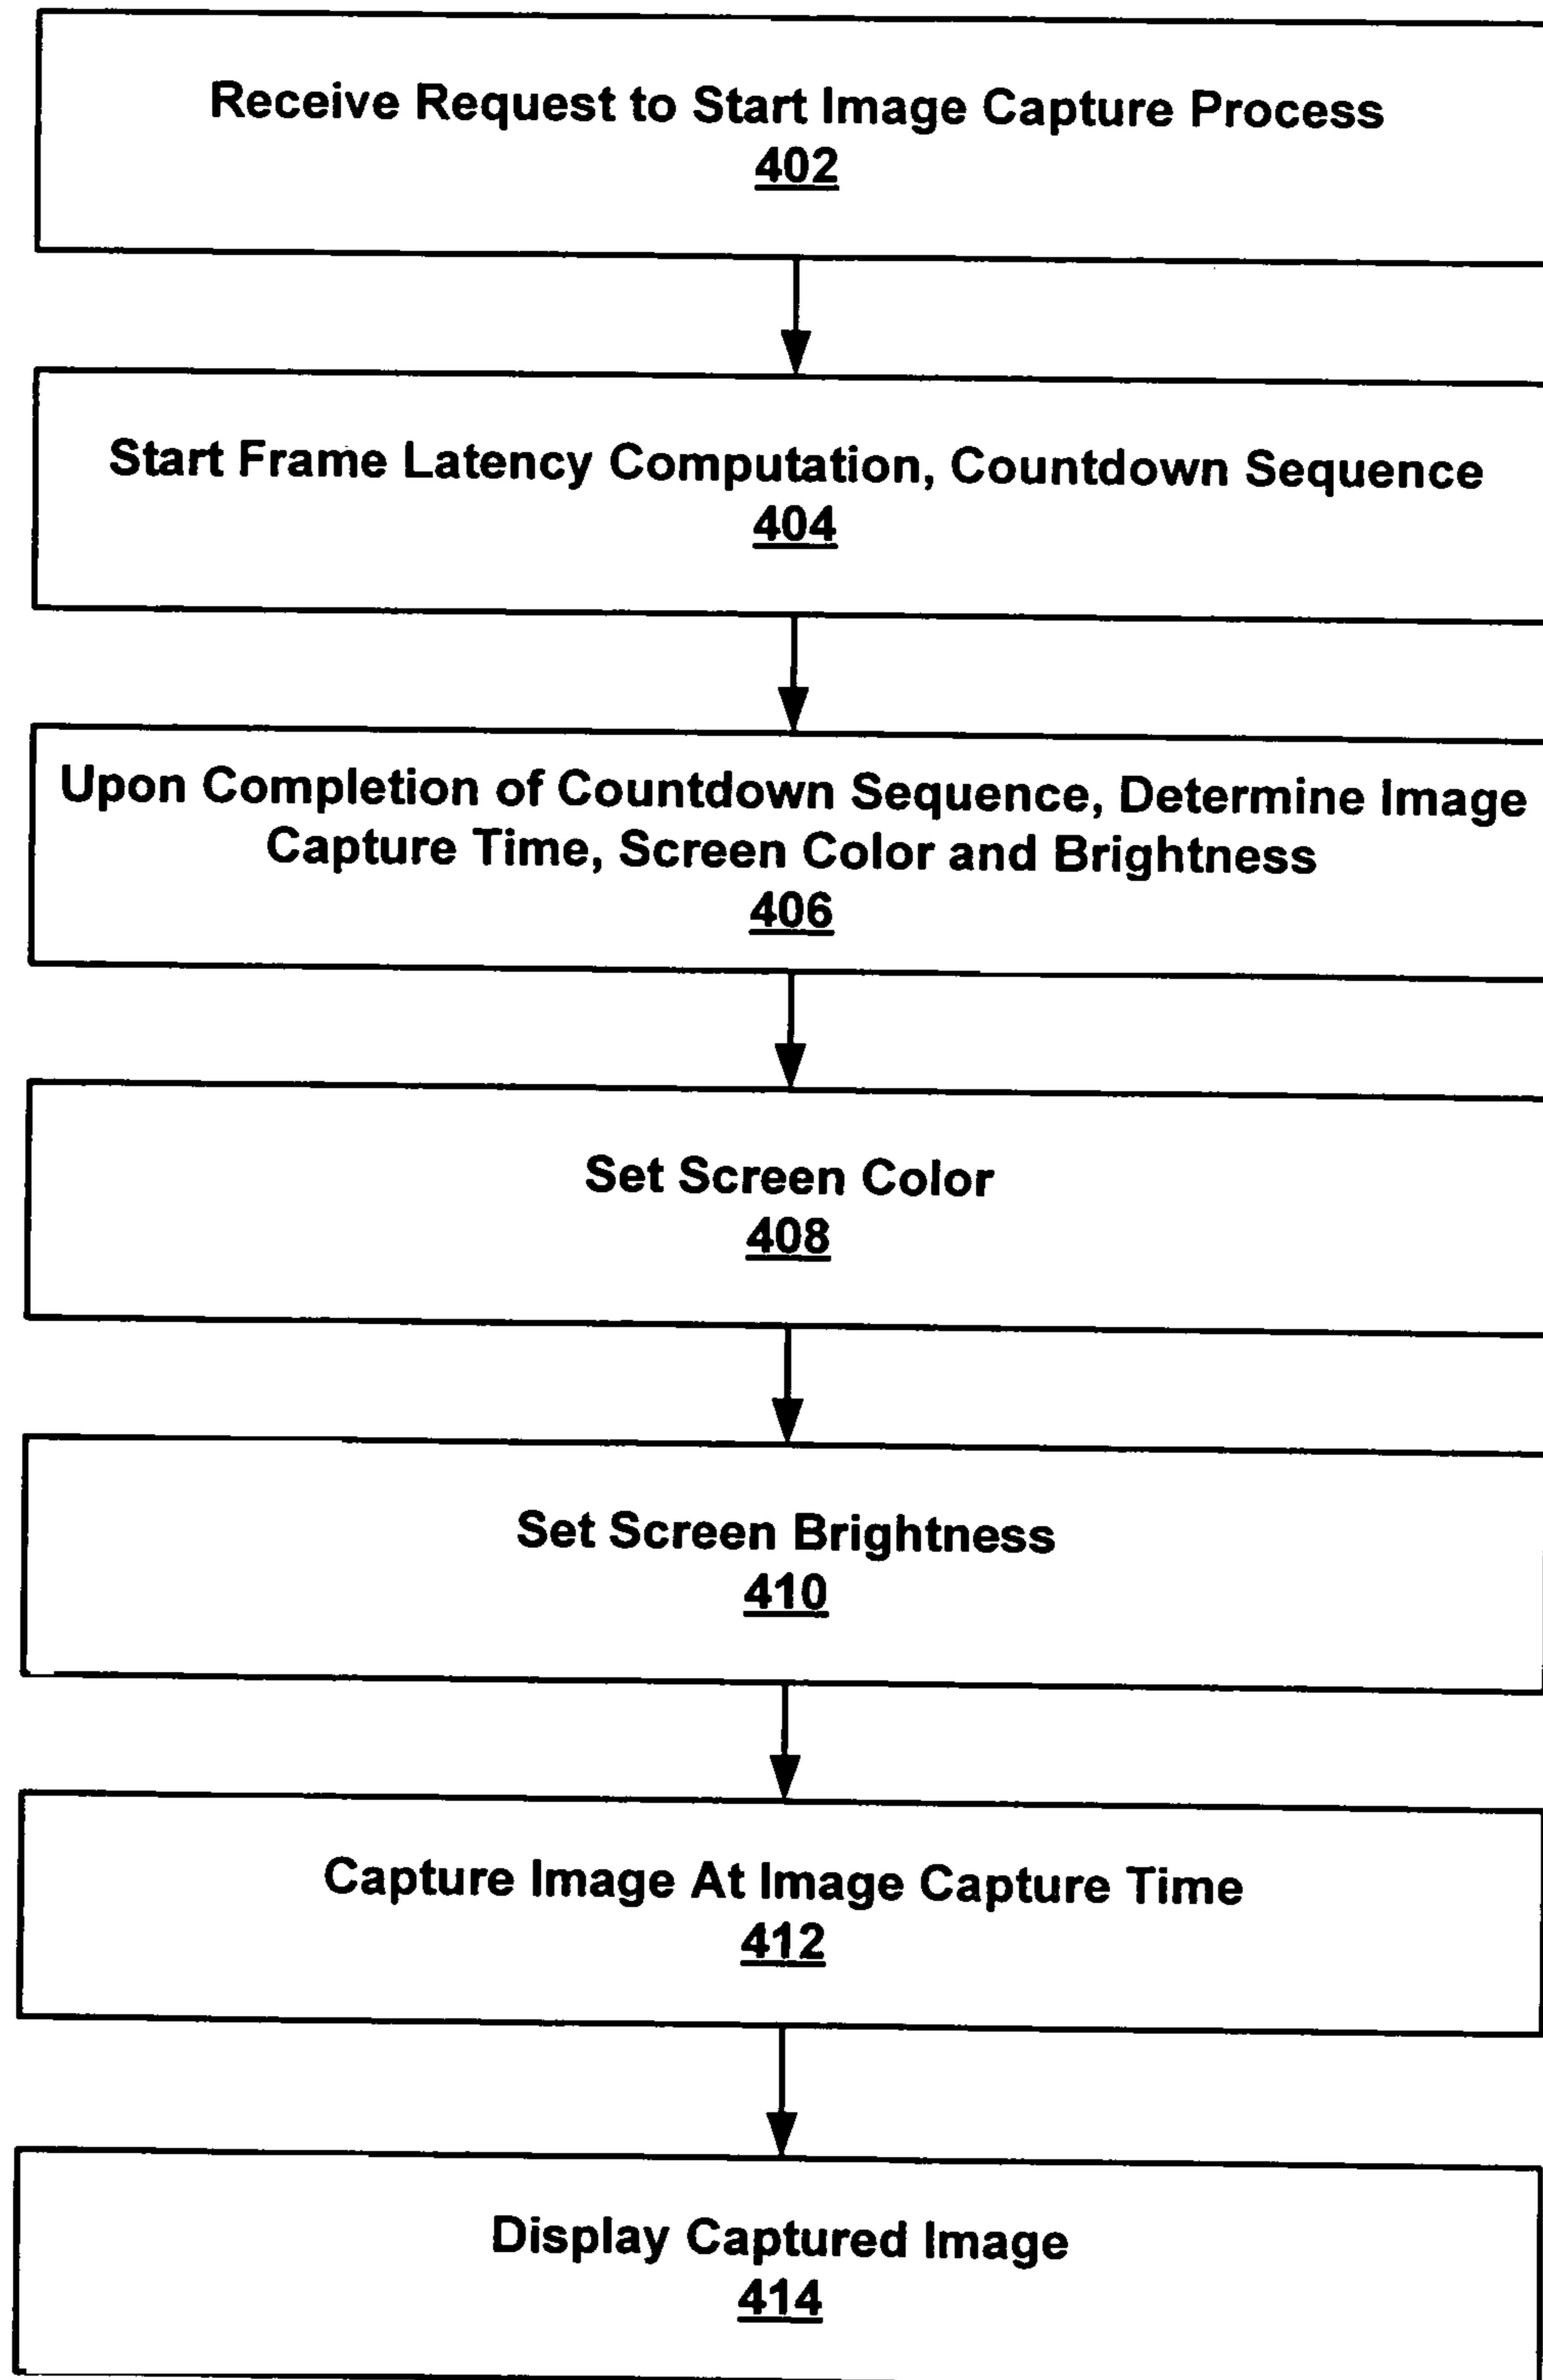 Receive Request to Start Image Capture Process
402
Start Frame Latency Computation, Countdown Sequence
404
Upon Completion of Countdown Sequence, Determine Image
Capture Time, Screen Color and Brightness
406
Set Screen Color
408
Set Screen Brightness
410
Capture Image At Image Capture Time
412
Display Captured Image
414